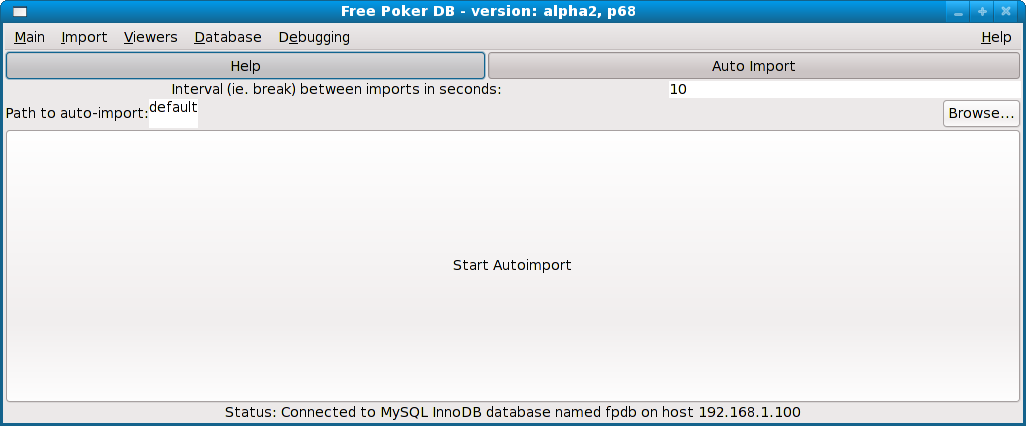 Free Poker DB - version: alpha2, p68
Main Import Viewers Database Debugging Help
Help Auto Import
Interval (ie. break) between imports in seconds: 10
Path to auto-import: default Browse...
Start Autoimport
Status: Connected to MySQL InnoDB database named fpdb on host 192.168.1.100